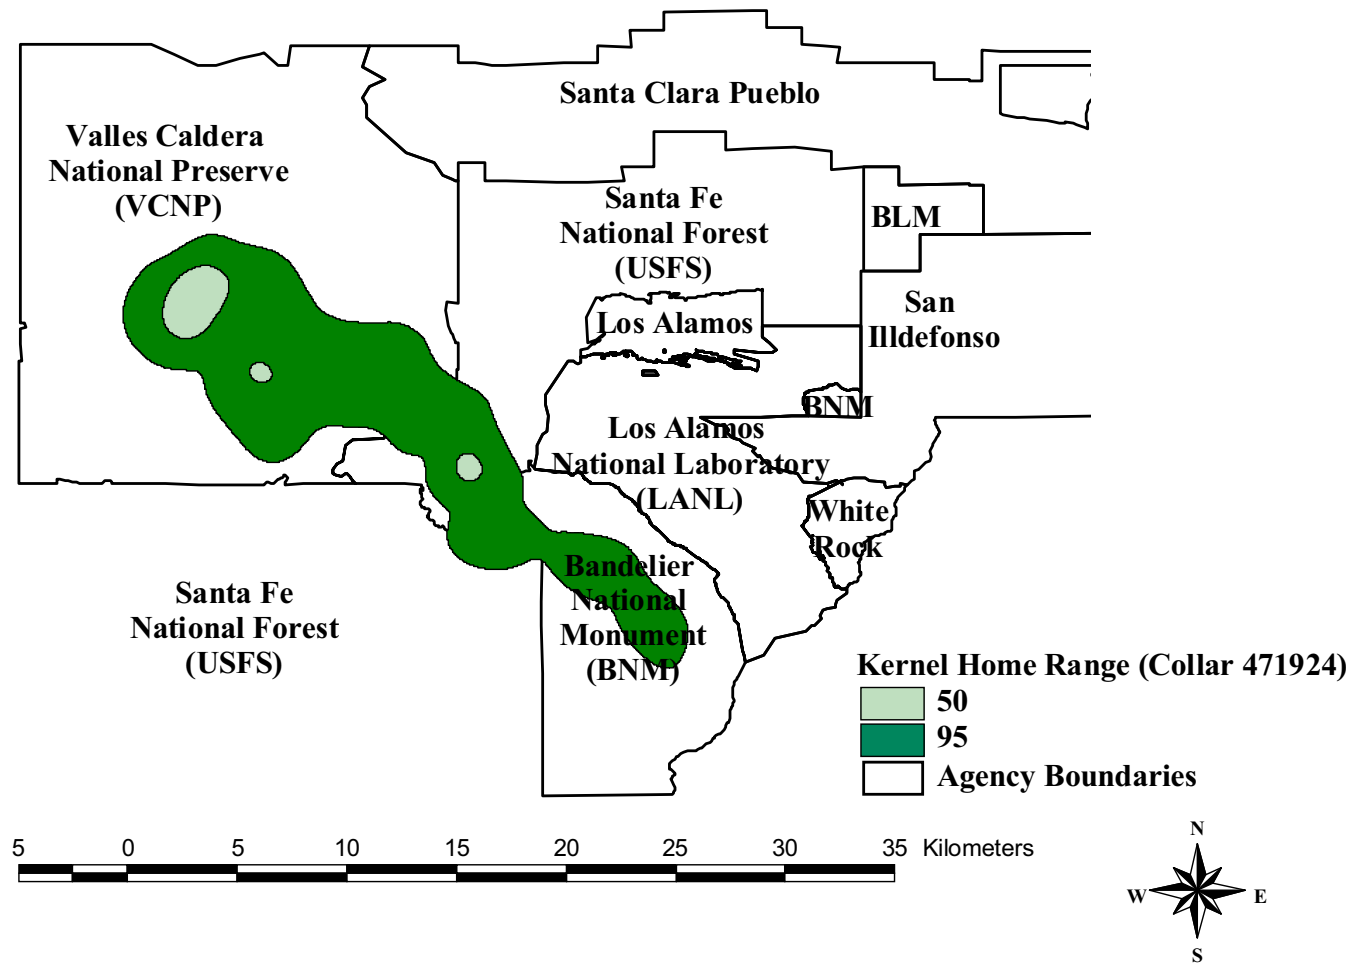 Santa Clara Pueblo
Valles Caldera
National Preserve
(VCNP)
Santa Fe
National Forest
(USFS)
BLM
San
Illdefonso
Los Alamos
BNM
Los Alamos
National Laboratory
(LANL)
White
Rock
Bandelier
National
Monument
(BNM)
Santa Fe
National Forest
(USFS)
Kernel Home Range (Collar 471924)
50
95
Agency Boundaries
5 0 5 10 15 20 25 30 35 Kilometers
N
W E
S